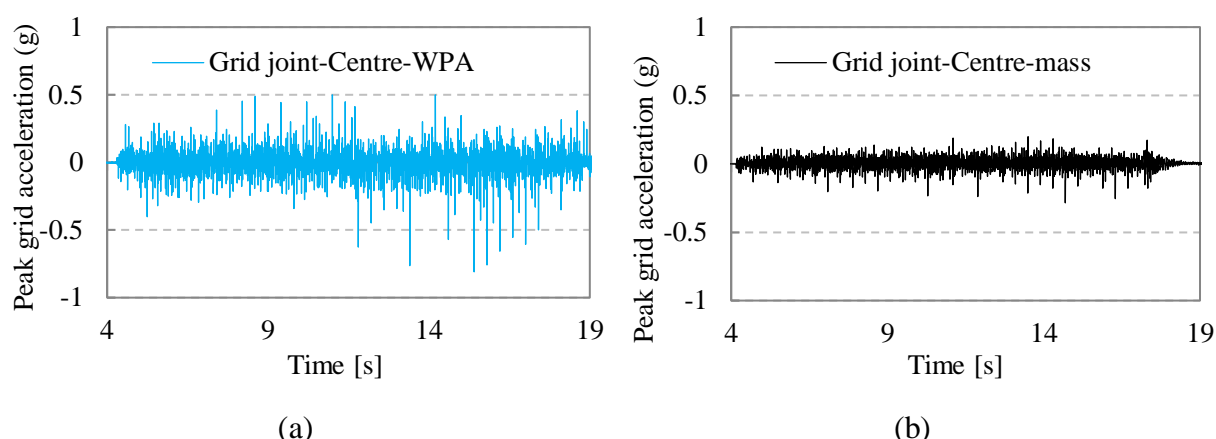 Peak grid acceleration (g)
1
0.5
0
-0.5
-1
Grid joint-Centre-WPA
4
9
14
19
Time [s]
(a)
Peak grid acceleration (g)
1
0.5
0
-0.5
-1
Grid joint-Centre-mass
4
9
14
19
Time [s]
(b)